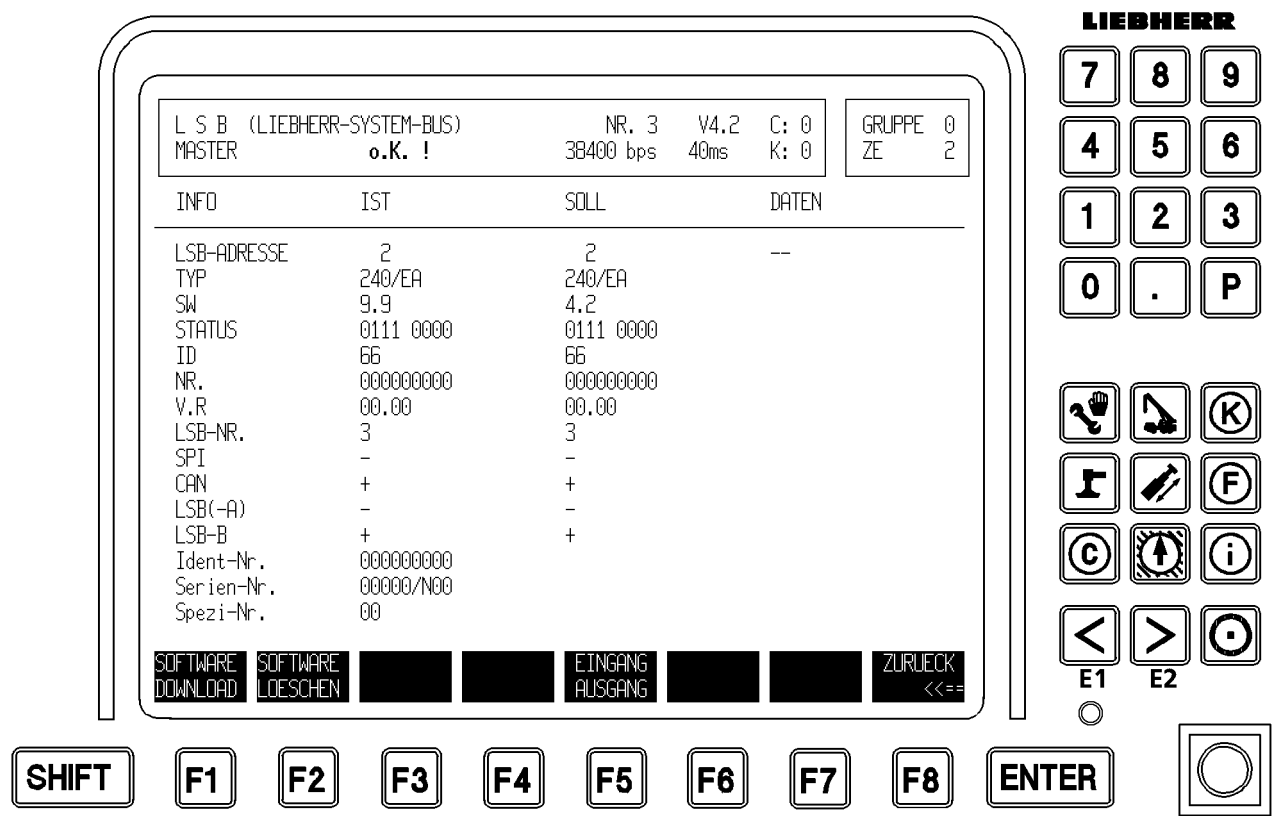 LIEBHERR
L S B (LIEBHERR-SYSTEM-BUS) NR. 3 V4.2 C: 0 GRUPPE 0
MASTER o.K. ! 38400 bps 40ms K: 0 ZE 2
INFO IST SOLL DATEN
LSB-ADRESSE 2 2 --
TYP 240/EA 240/EA
SW 9.9 4.2
STATUS 0111 0000 0111 0000
ID 66 66
NR. 000000000 000000000
V.R 00.00 00.00
LSB-NR. 3 3
SPI - -
CAN + +
LSB(-A) - -
LSB-B + +
Ident-Nr. 000000000
Serien-Nr. 00000/N00
Spezi-Nr. 00
SOFTWARE SOFTWARE EINGANG ZURUECK
DOWNLOAD LOESCHEN AUSGANG <<==
7 8 9
4 5 6
1 2 3
0 . P
K
F
C i
< >
E1 E2
SHIFT F1 F2 F3 F4 F5 F6 F7 F8 ENTER